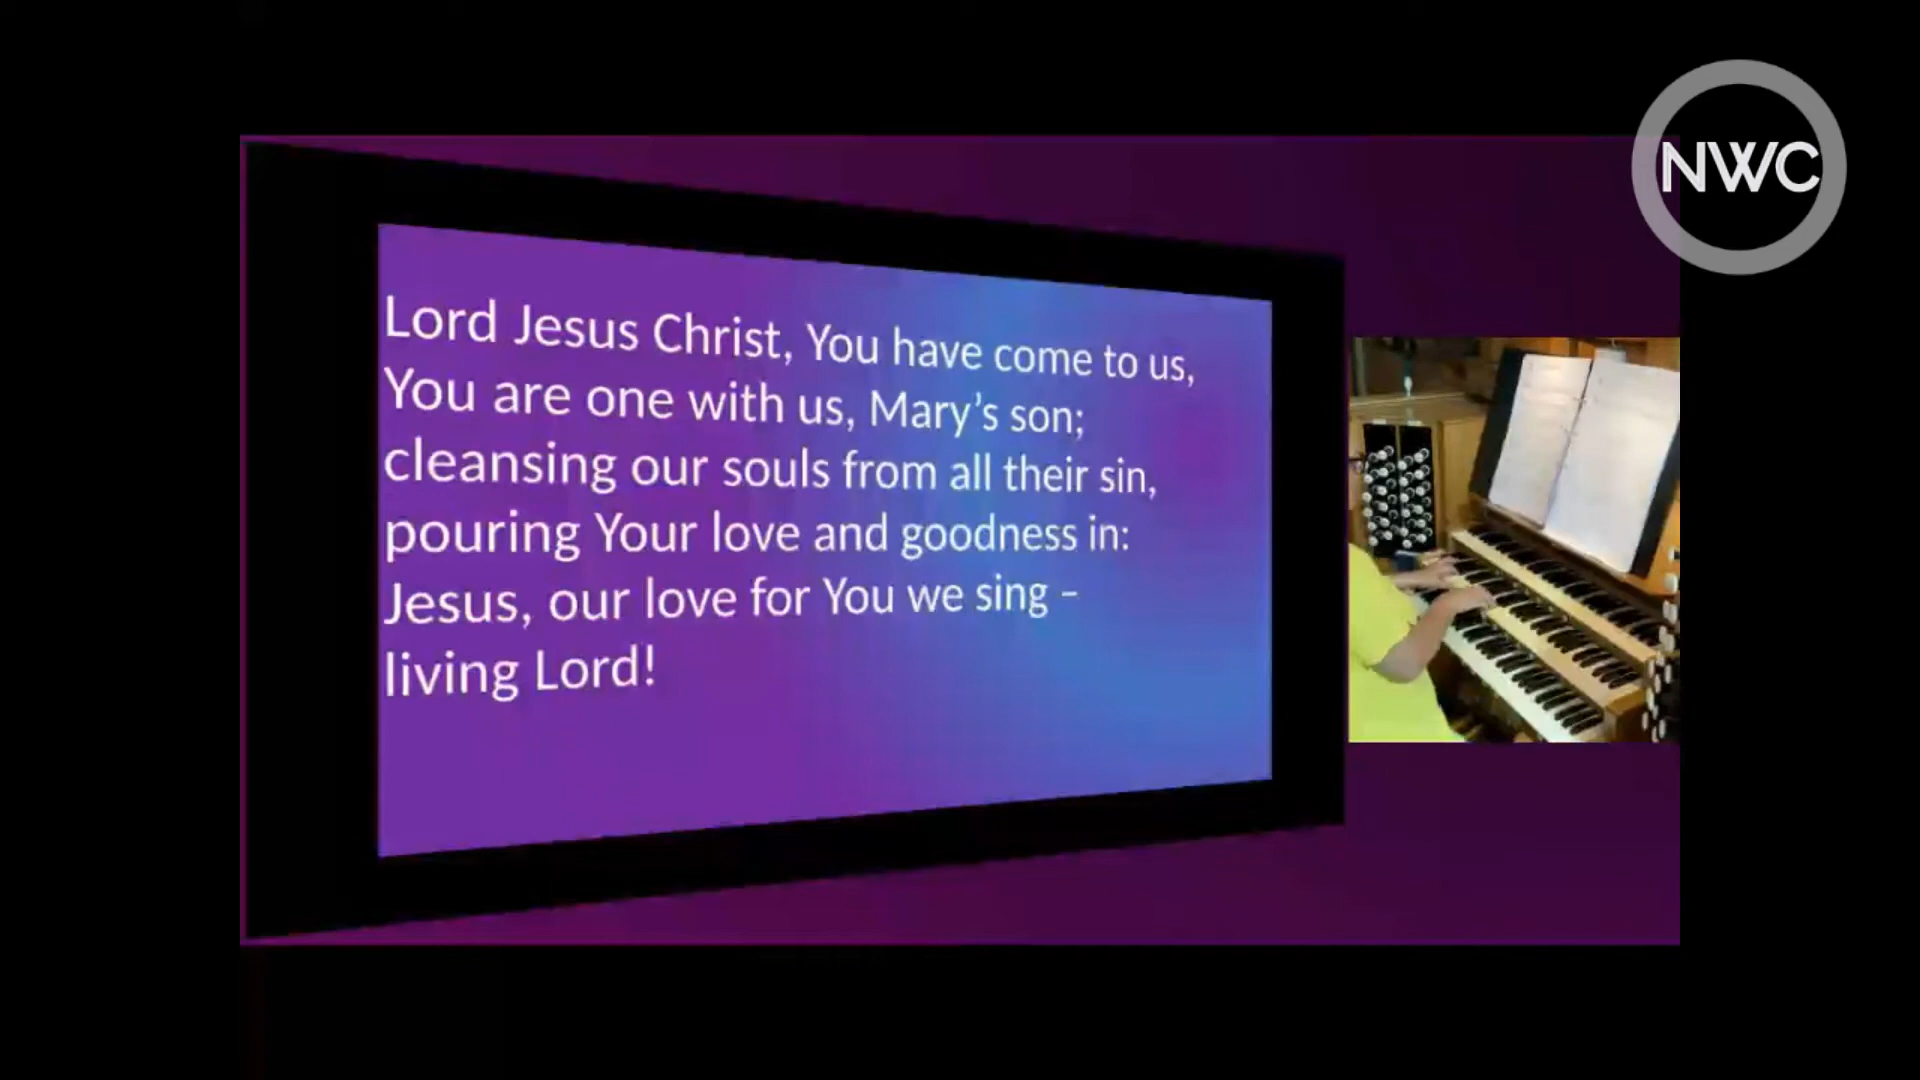 NWC
Lord Jesus Christ, You have come to us,
You are one with us, Mary’s son;
cleansing our souls from all their sin,
pouring Your love and goodness in:
Jesus, our love for You we sing –
living Lord!